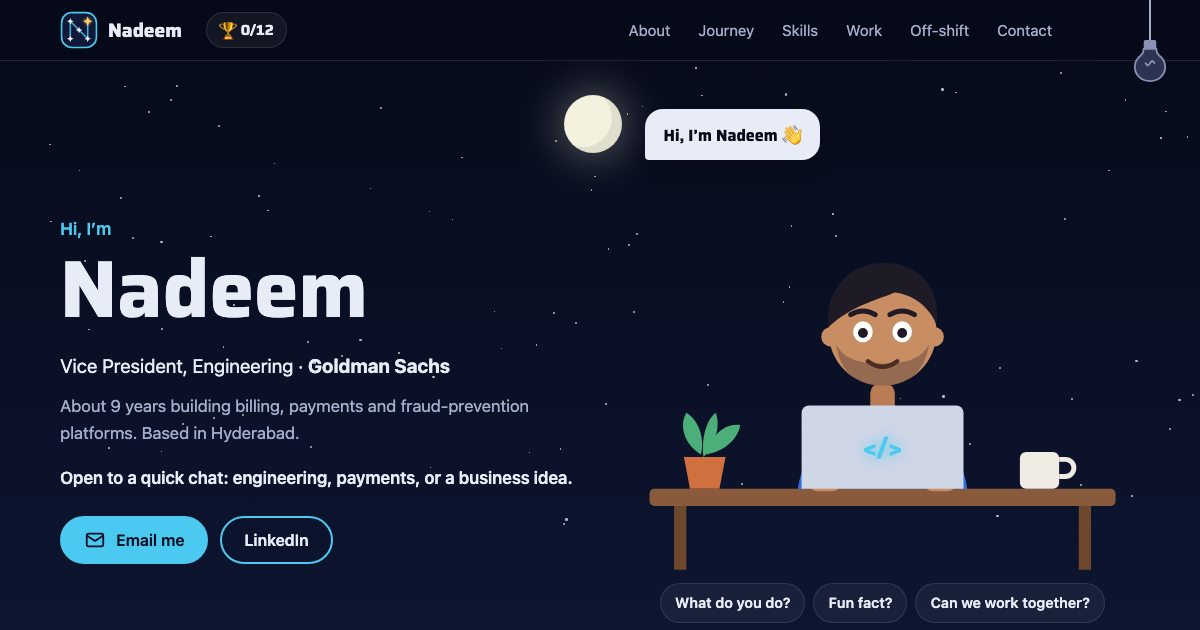 Nadeem
🏆 0/12
About
Journey
Skills
Work
Off-shift
Contact
Hi, I’m Nadeem 👋
Hi, I’m
Nadeem
Vice President, Engineering · Goldman Sachs
About 9 years building billing, payments and fraud-prevention
platforms. Based in Hyderabad.
Open to a quick chat: engineering, payments, or a business idea.
Email me
LinkedIn
</>
What do you do?
Fun fact?
Can we work together?